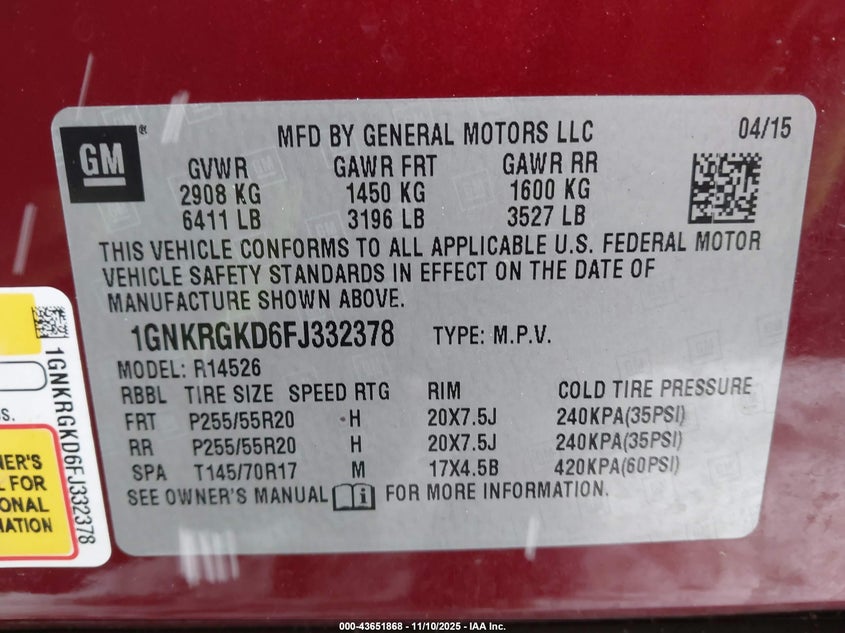 GM
®
MFD BY GENERAL MOTORS LLC
04/15
GVWR GAWR FRT GAWR RR
2908 KG 1450 KG 1600 KG
6411 LB 3196 LB 3527 LB
THIS VEHICLE CONFORMS TO ALL APPLICABLE U.S. FEDERAL MOTOR
VEHICLE SAFETY STANDARDS IN EFFECT ON THE DATE OF
MANUFACTURE SHOWN ABOVE.
1GNKRGKD6FJ332378 TYPE: M.P.V.
MODEL: R14526
RBBL TIRE SIZE SPEED RTG RIM COLD TIRE PRESSURE
FRT P255/55R20 H 20X7.5J 240KPA(35PSI)
RR P255/55R20 H 20X7.5J 240KPA(35PSI)
SPA T145/70R17 M 17X4.5B 420KPA(60PSI)
SEE OWNER'S MANUAL i FOR MORE INFORMATION.
1GNKRGKD6FJ332378
S.
NER'S
L FOR
ONAL
MATION
000-43651868 - 11/10/2025 - IAA Inc.